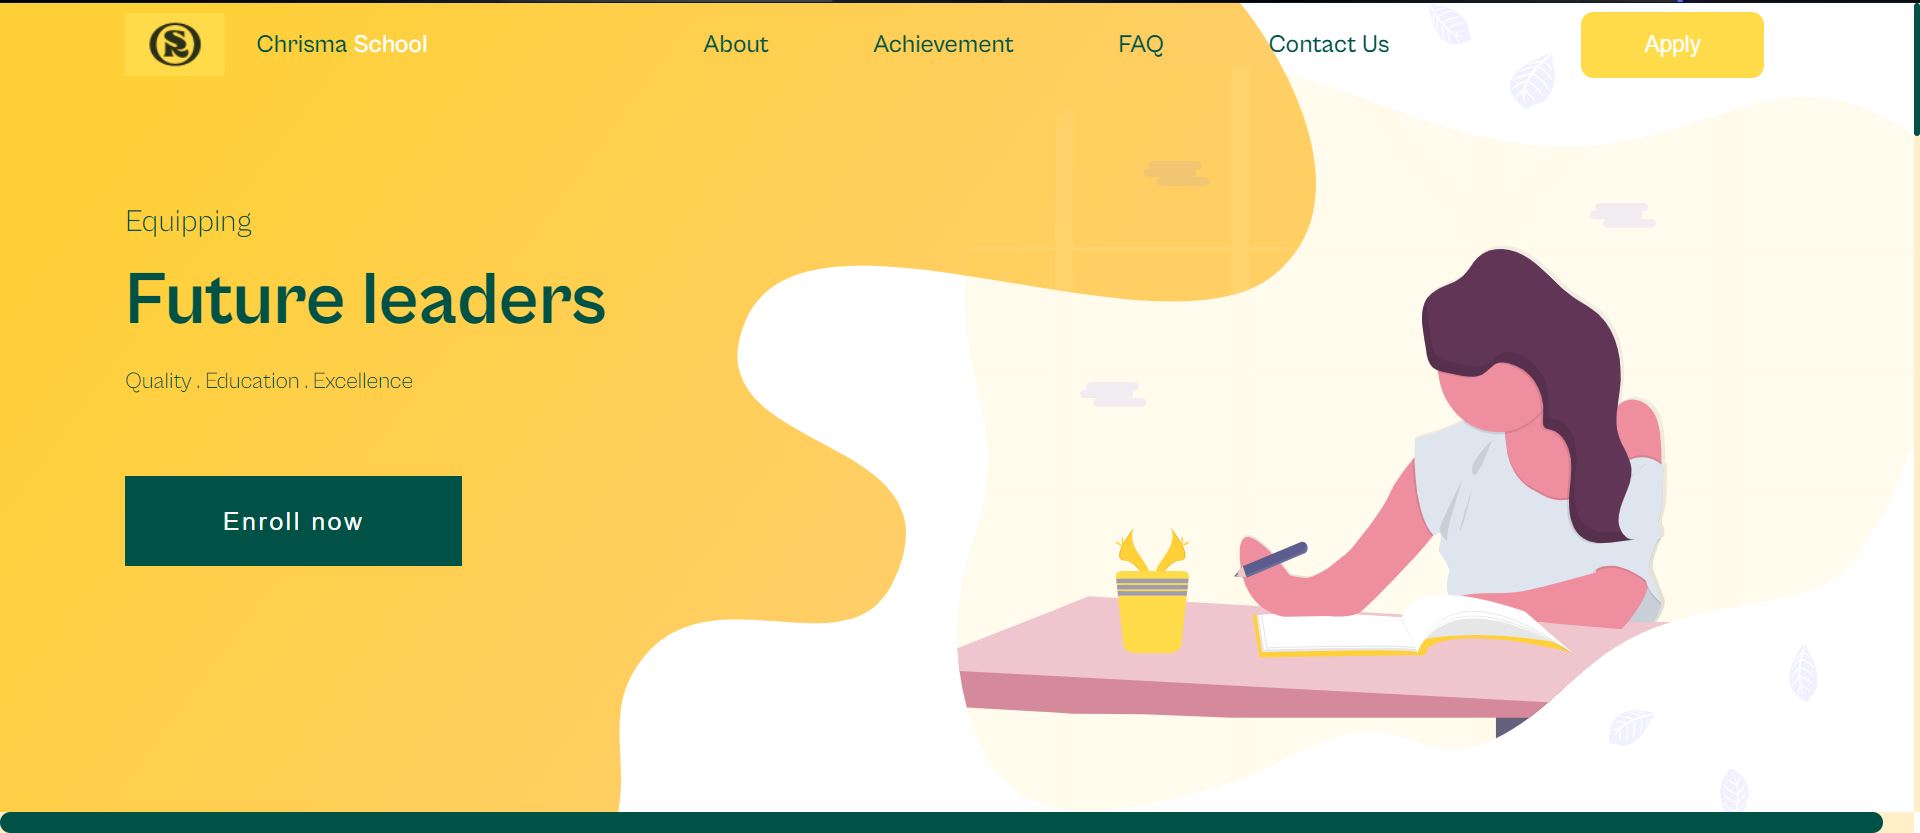 Chrisma School
About
Achievement
FAQ
Contact Us
Apply
Equipping
Future leaders
Quality . Education . Excellence
Enroll now